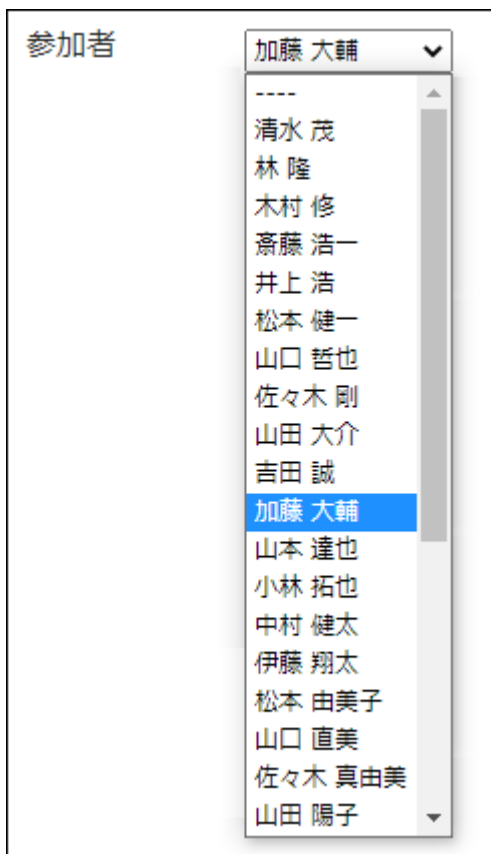 参加者
加藤 大輔
----
清水 茂
林 隆
木村 修
斎藤 浩一
井上 浩
松本 健一
山口 哲也
佐々木 剛
山田 大介
吉田 誠
加藤 大輔
山本 達也
小林 拓也
中村 健太
伊藤 翔太
松本 由美子
山口 直美
佐々木 真由美
山田 陽子